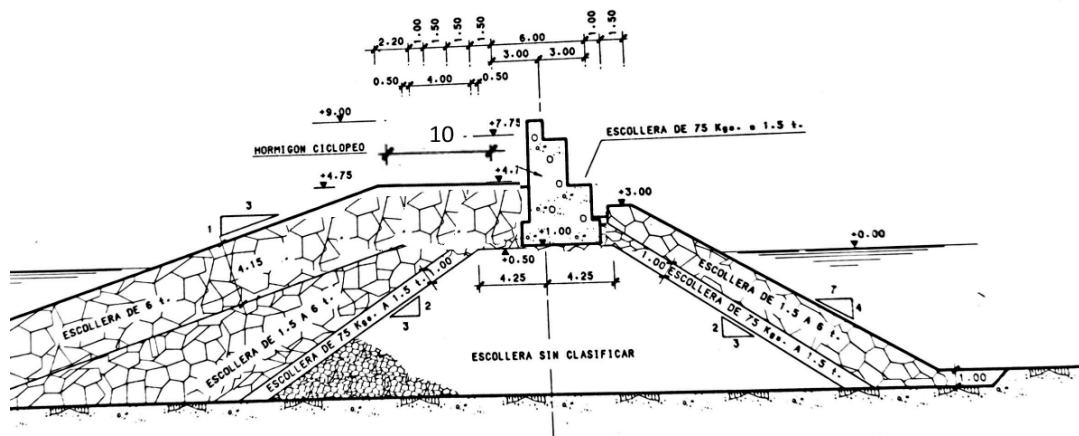 2.20 1.00 1.50 1.50 1.50 6.00 1.00 1.50
3.00 3.00
0.50 4.00 0.50
+9.00
+7.75
10
ESCOLLERA DE 75 Kgs. a 1.5 t.
HORMIGON CICLOPEO
+4.75
+4.7
+3.00
3
1
4.15
+1.00
+0.00
+0.50
1.00
1.00
4.25 4.25
7
4
2
3
2
3
ESCOLLERA DE 6 t.
ESCOLLERA DE 1.5 A 6 t.
ESCOLLERA DE 75 Kgs. A 1.5 t.
ESCOLLERA SIN CLASIFICAR
ESCOLLERA DE 1.5 A 6 t.
ESCOLLERA DE 75 Kgs. A 1.5 t.
1.00